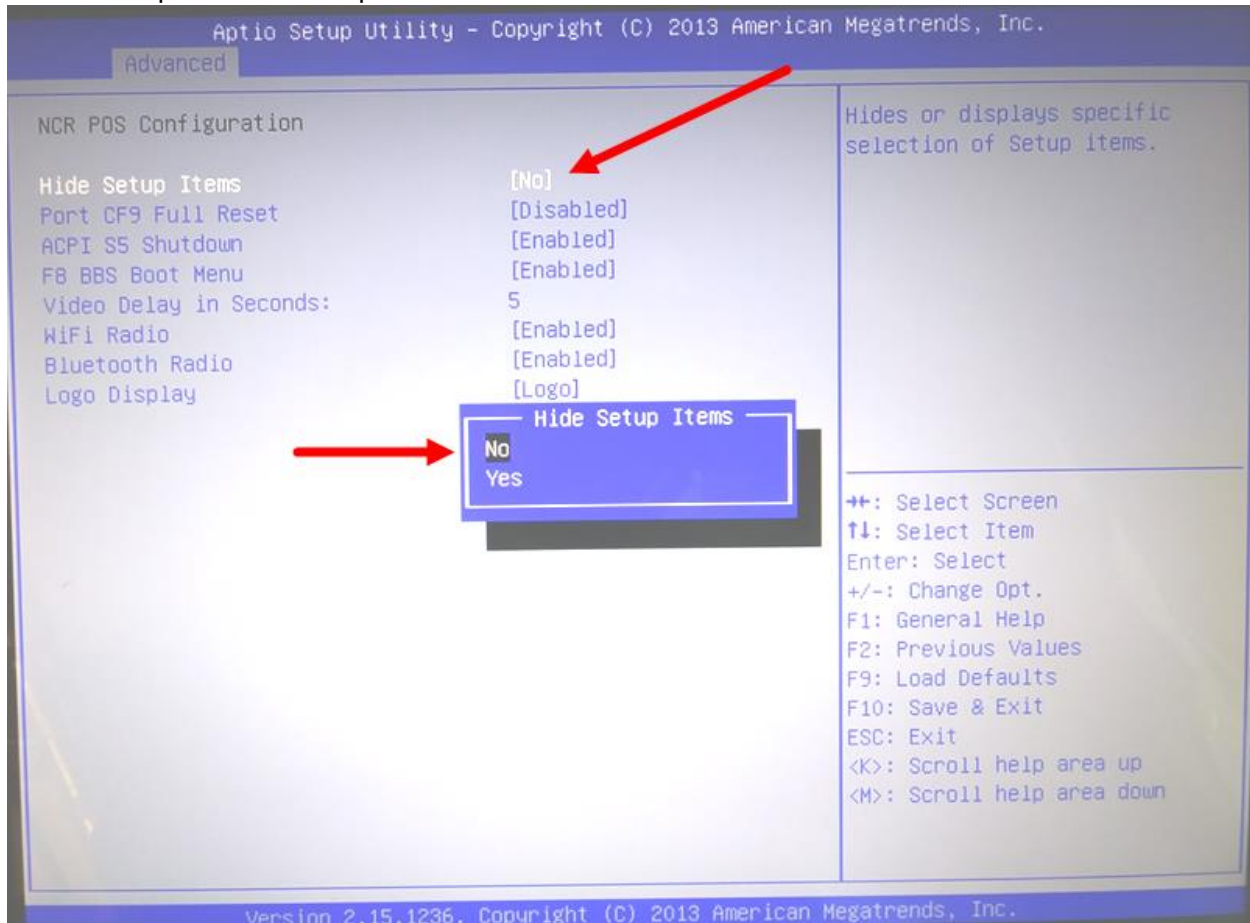 Aptio Setup Utility - Copyright (C) 2013 American Megatrends, Inc.
Advanced
NCR POS Configuration
Hide Setup Items [No]
Port CF9 Full Reset [Disabled]
ACPI S5 Shutdown [Enabled]
F8 BBS Boot Menu [Enabled]
Video Delay in Seconds: 5
WiFi Radio [Enabled]
Bluetooth Radio [Enabled]
Logo Display [Logo]
Hide Setup Items
No
Yes
Hides or displays specific
selection of Setup items.
→←: Select Screen
↑↓: Select Item
Enter: Select
+/-: Change Opt.
F1: General Help
F2: Previous Values
F9: Load Defaults
F10: Save & Exit
ESC: Exit
<K>: Scroll help area up
<M>: Scroll help area down
Version 2.15.1236. Copyright (C) 2013 American Megatrends, Inc.